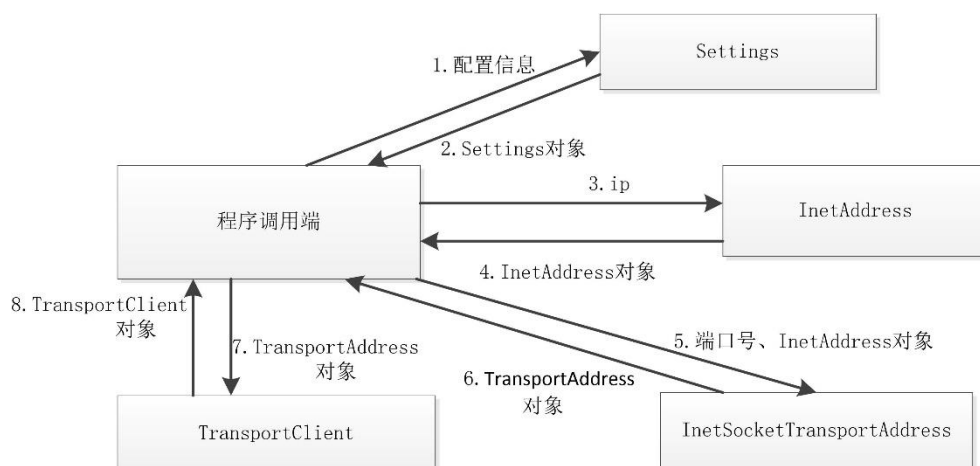 Settings
1.配置信息
2.Settings对象
3.ip
程序调用端
InetAddress
4.InetAddress对象
8.TransportClient
对象
7.TransportAddress
对象
5.端口号、InetAddress对象
6.TransportAddress
对象
TransportClient
InetSocketTransportAddress